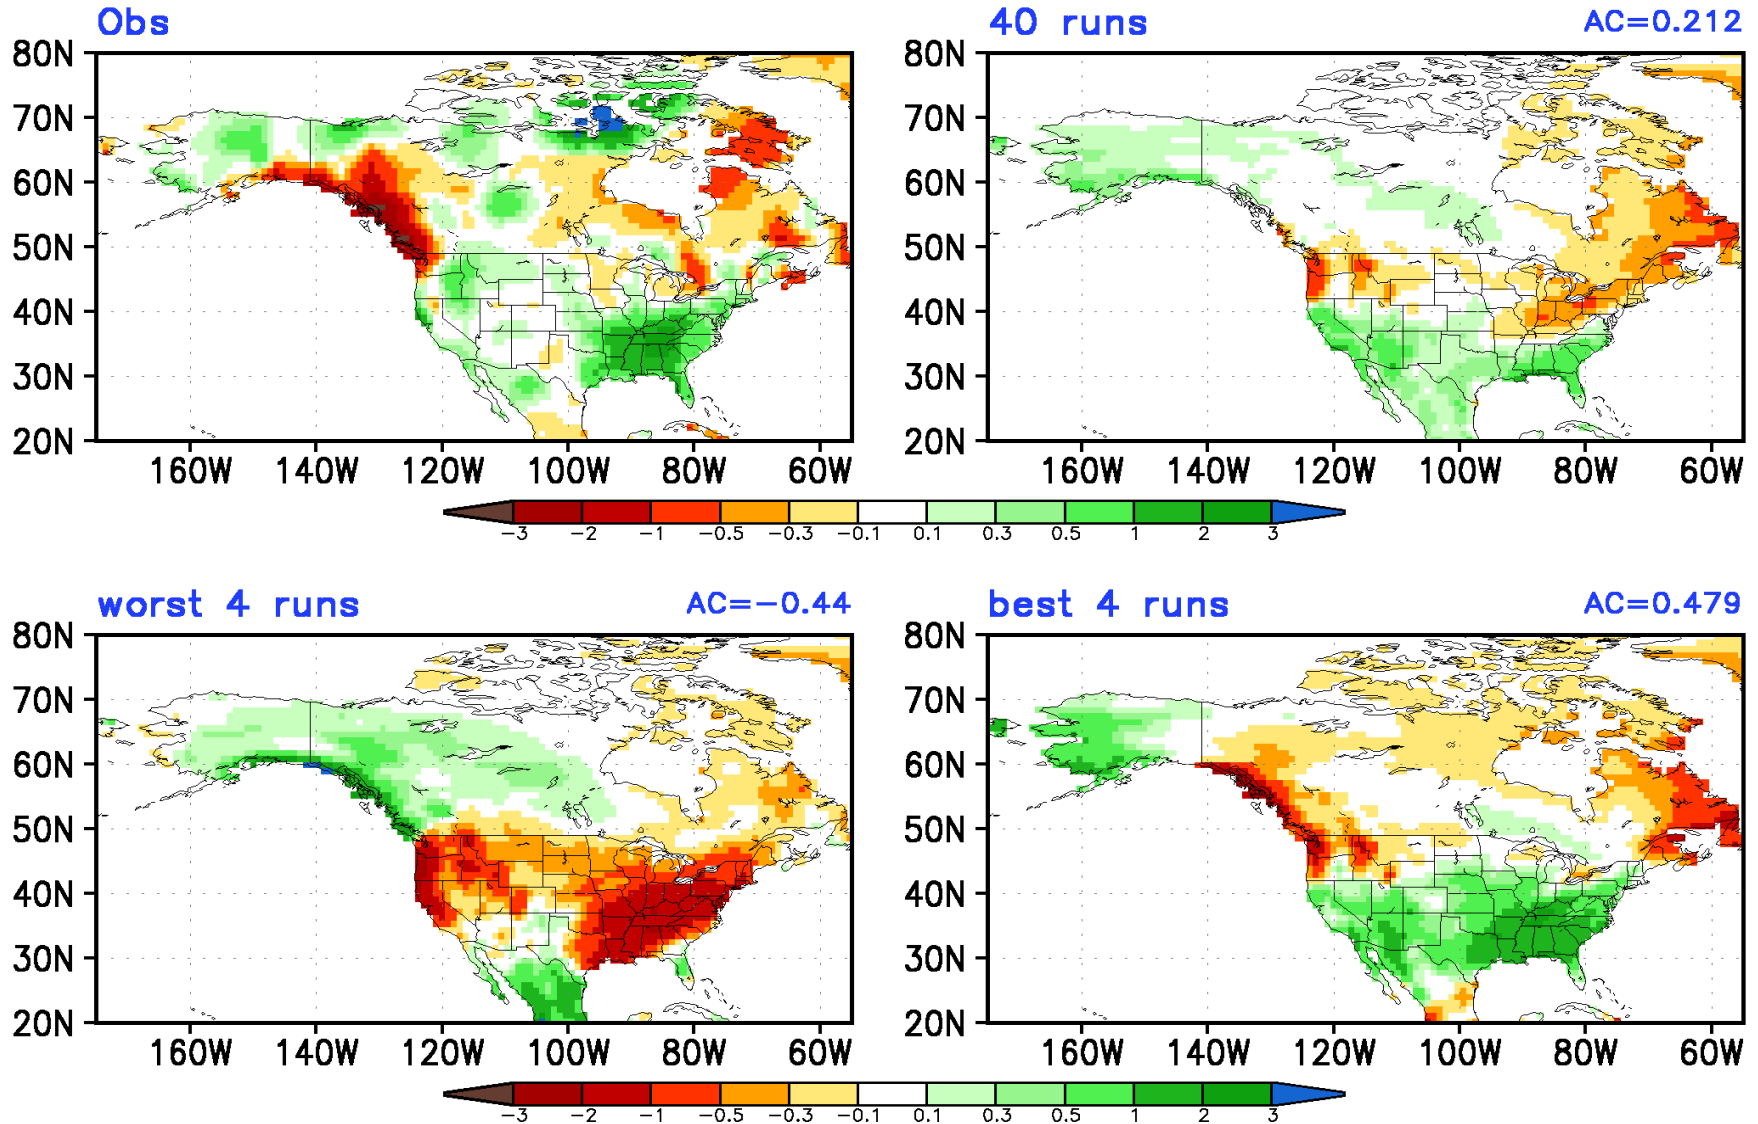 Obs
40 runs AC=0.212
80N 80N
70N 70N
60N 60N
50N 50N
40N 40N
30N 30N
20N 20N
160W 140W 120W 100W 80W 60W 160W 140W 120W 100W 80W 60W
-3 -2 -1 -0.5 -0.3 -0.1 0.1 0.3 0.5 1 2 3
worst 4 runs AC=-0.44
best 4 runs AC=0.479
80N 80N
70N 70N
60N 60N
50N 50N
40N 40N
30N 30N
20N 20N
160W 140W 120W 100W 80W 60W 160W 140W 120W 100W 80W 60W
-3 -2 -1 -0.5 -0.3 -0.1 0.1 0.3 0.5 1 2 3